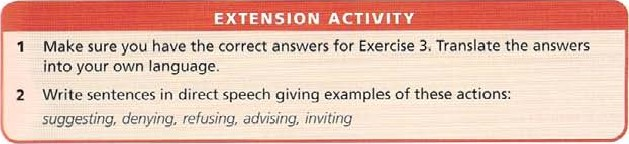 EXTENSION ACTIVITY
1 Make sure you have the correct answers for Exercise 3. Translate the answers
into your own language.
2 Write sentences in direct speech giving examples of these actions:
suggesting, denying, refusing, advising, inviting